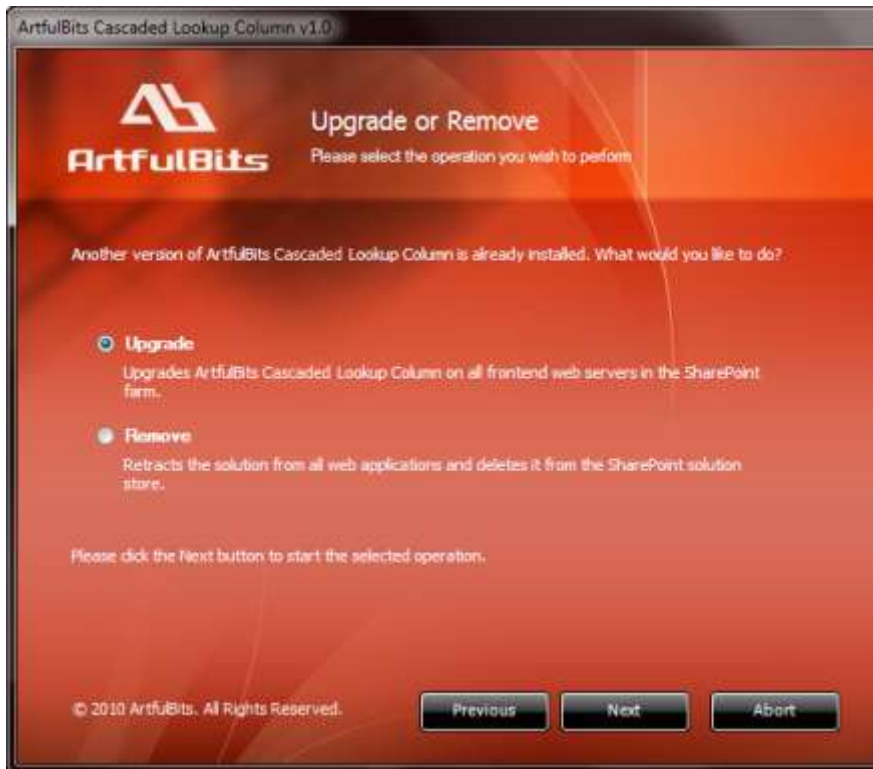 ArtfulBits Cascaded Lookup Column v1.0
ArtfulBits
Upgrade or Remove
Please select the operation you wish to perform
Another version of ArtfulBits Cascaded Lookup Column is already installed. What would you like to do?
Upgrade
Upgrades ArtfulBits Cascaded Lookup Column on all frontend web servers in the SharePoint
farm.
Remove
Retracts the solution from all web applications and deletes it from the SharePoint solution
store.
Please click the Next button to start the selected operation.
© 2010 ArtfulBits. All Rights Reserved.
Previous
Next
Abort